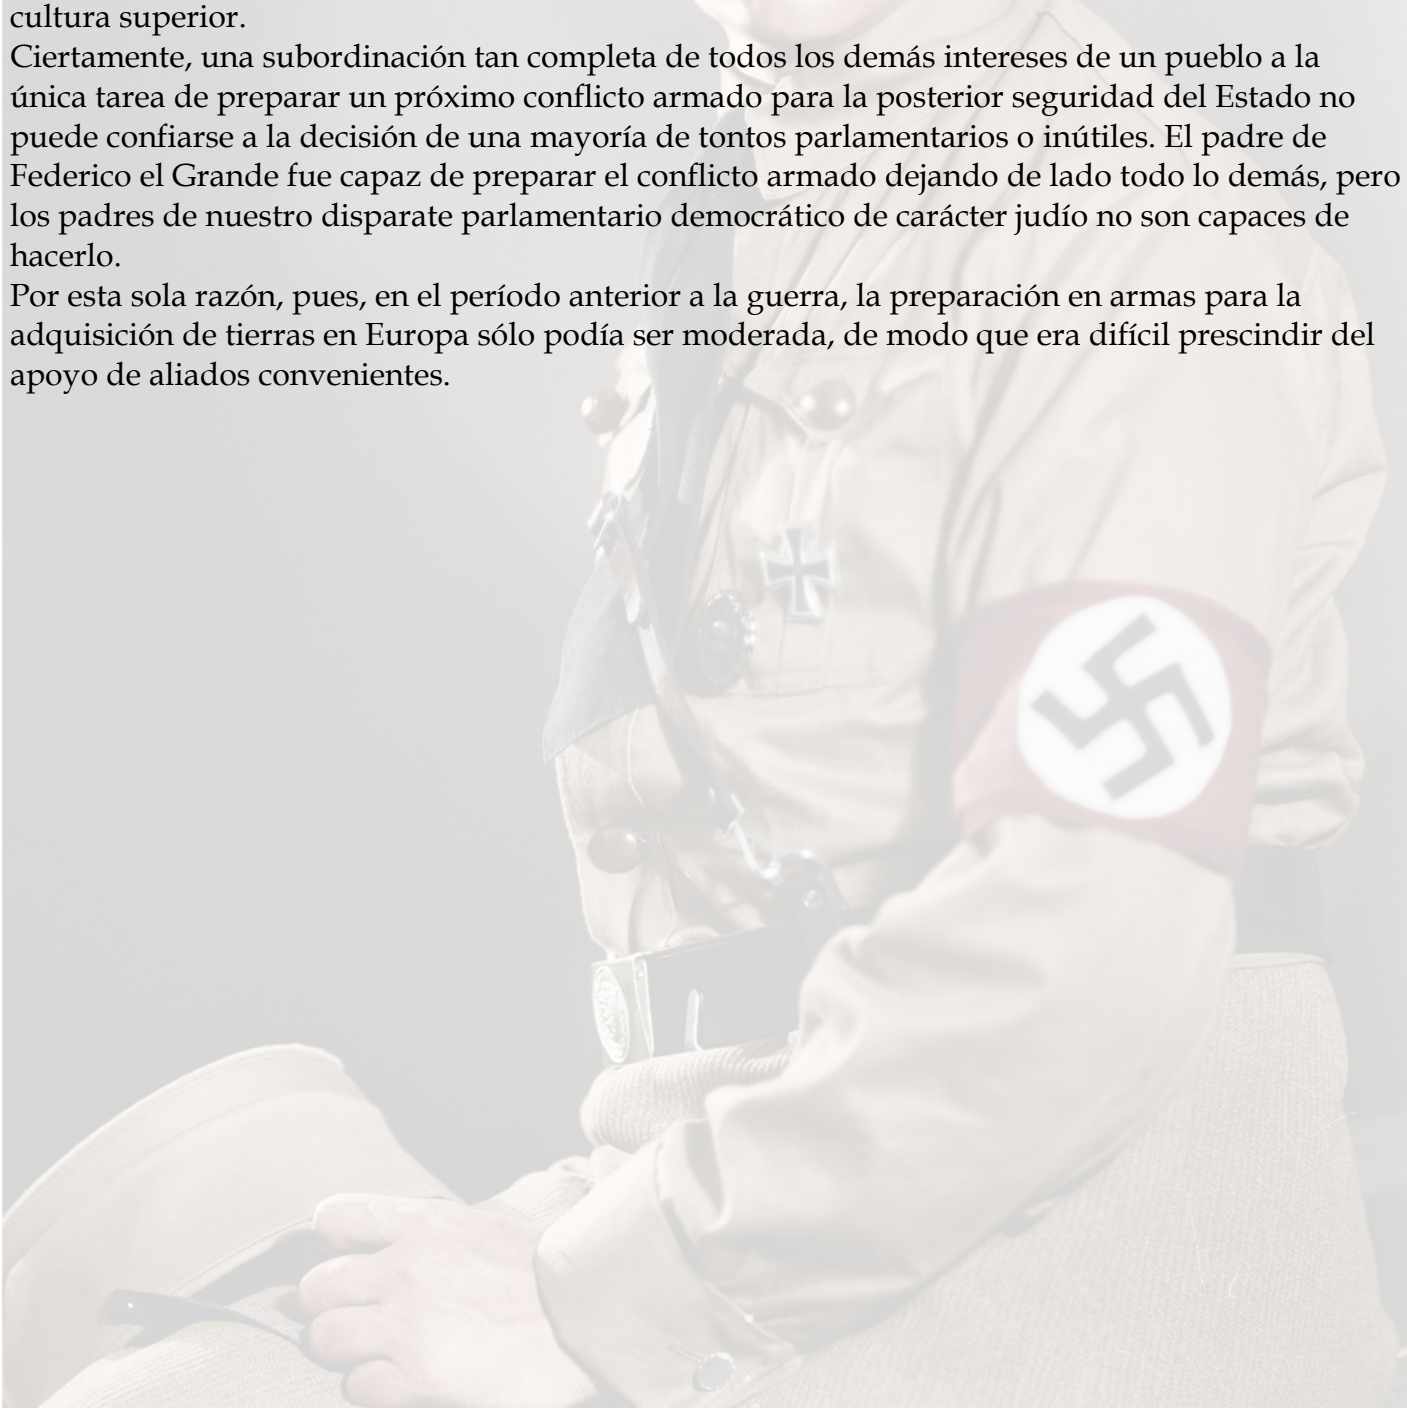 cultura superior.
Ciertamente, una subordinación tan completa de todos los demás intereses de un pueblo a la
única tarea de preparar un próximo conflicto armado para la posterior seguridad del Estado no
puede confiarse a la decisión de una mayoría de tontos parlamentarios o inútiles. El padre de
Federico el Grande fue capaz de preparar el conflicto armado dejando de lado todo lo demás, pero
los padres de nuestro disparate parlamentario democrático de carácter judío no son capaces de
hacerlo.
Por esta sola razón, pues, en el período anterior a la guerra, la preparación en armas para la
adquisición de tierras en Europa sólo podía ser moderada, de modo que era difícil prescindir del
apoyo de aliados convenientes.